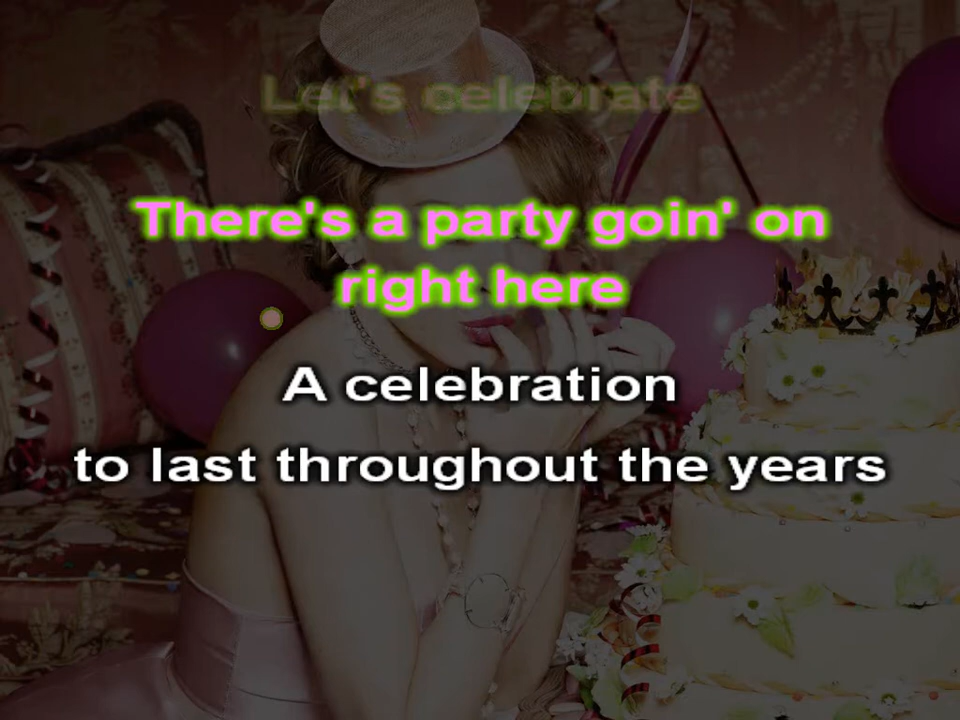 Let's celebrate
There's a party goin' on
right here
A celebration
to last throughout the years